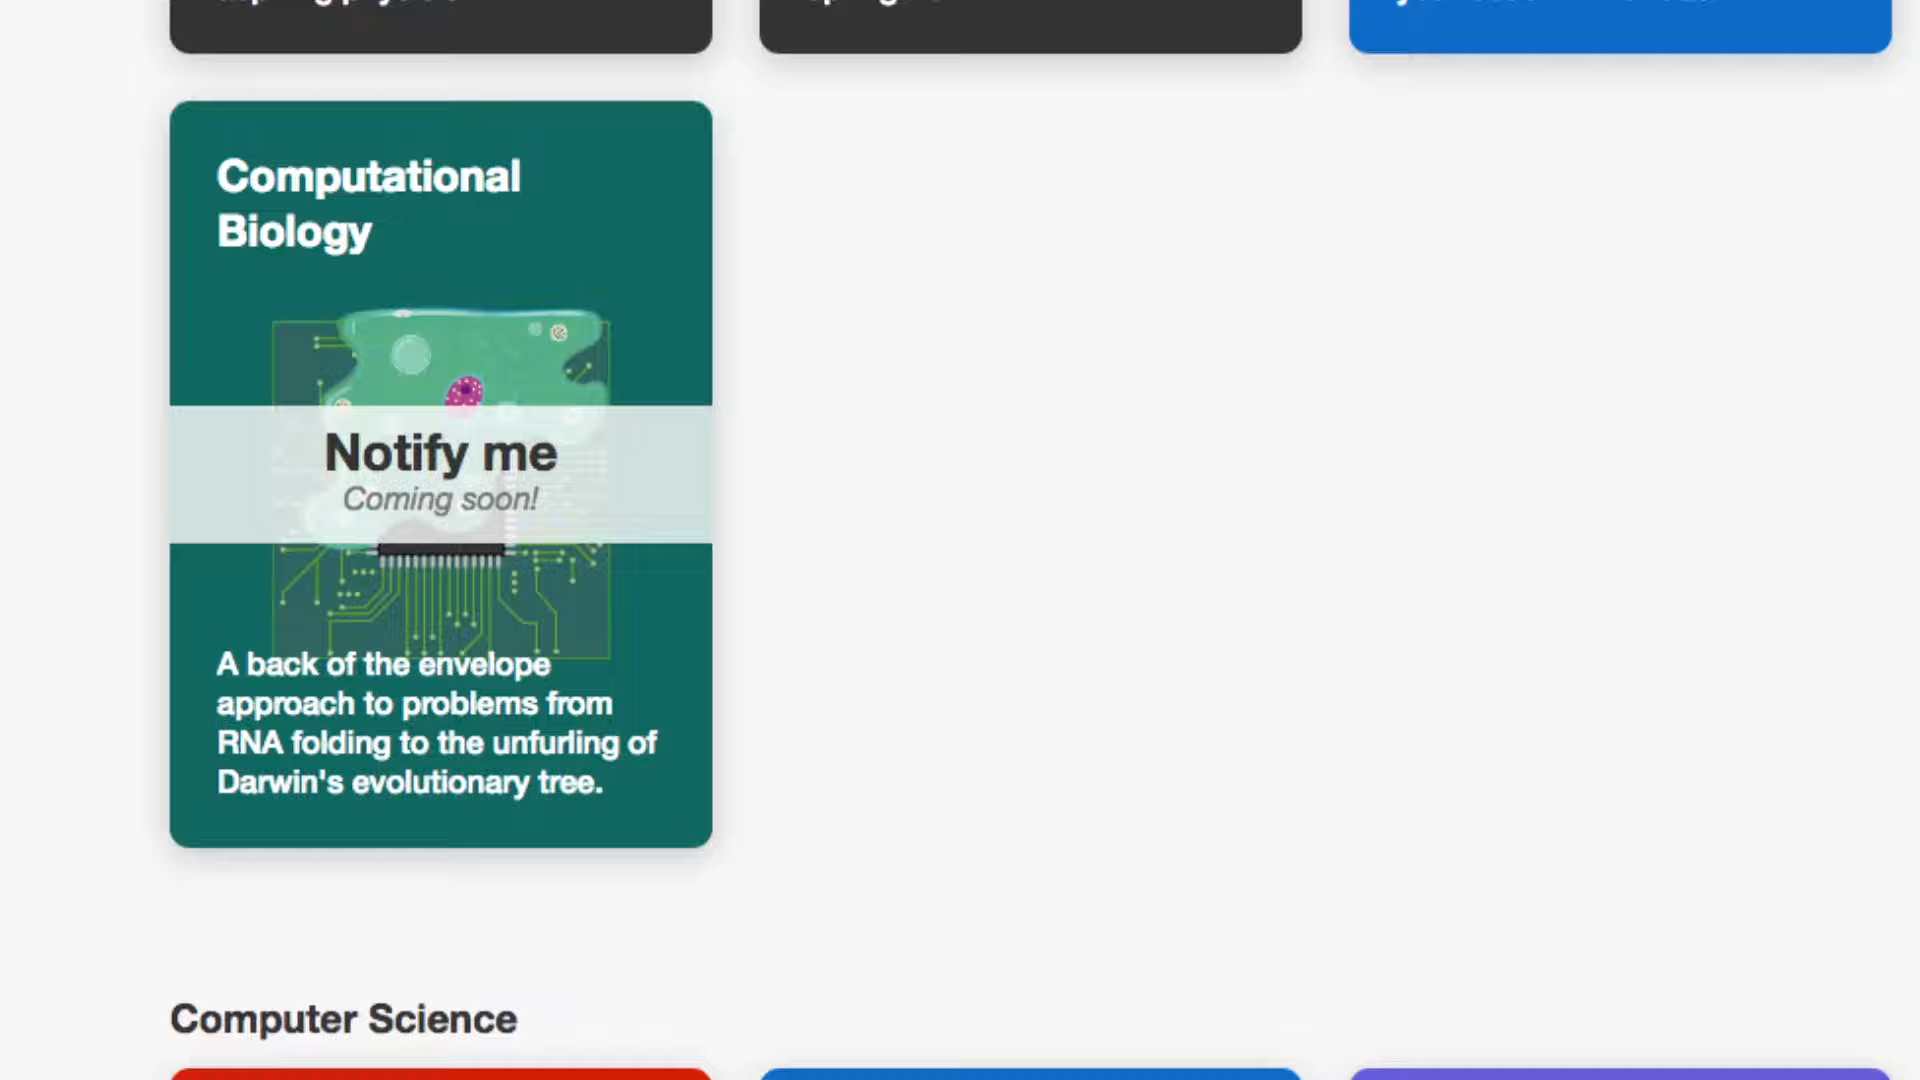 Computational
Biology
Notify me
Coming soon!
A back of the envelope
approach to problems from
RNA folding to the unfurling of
Darwin's evolutionary tree.
Computer Science